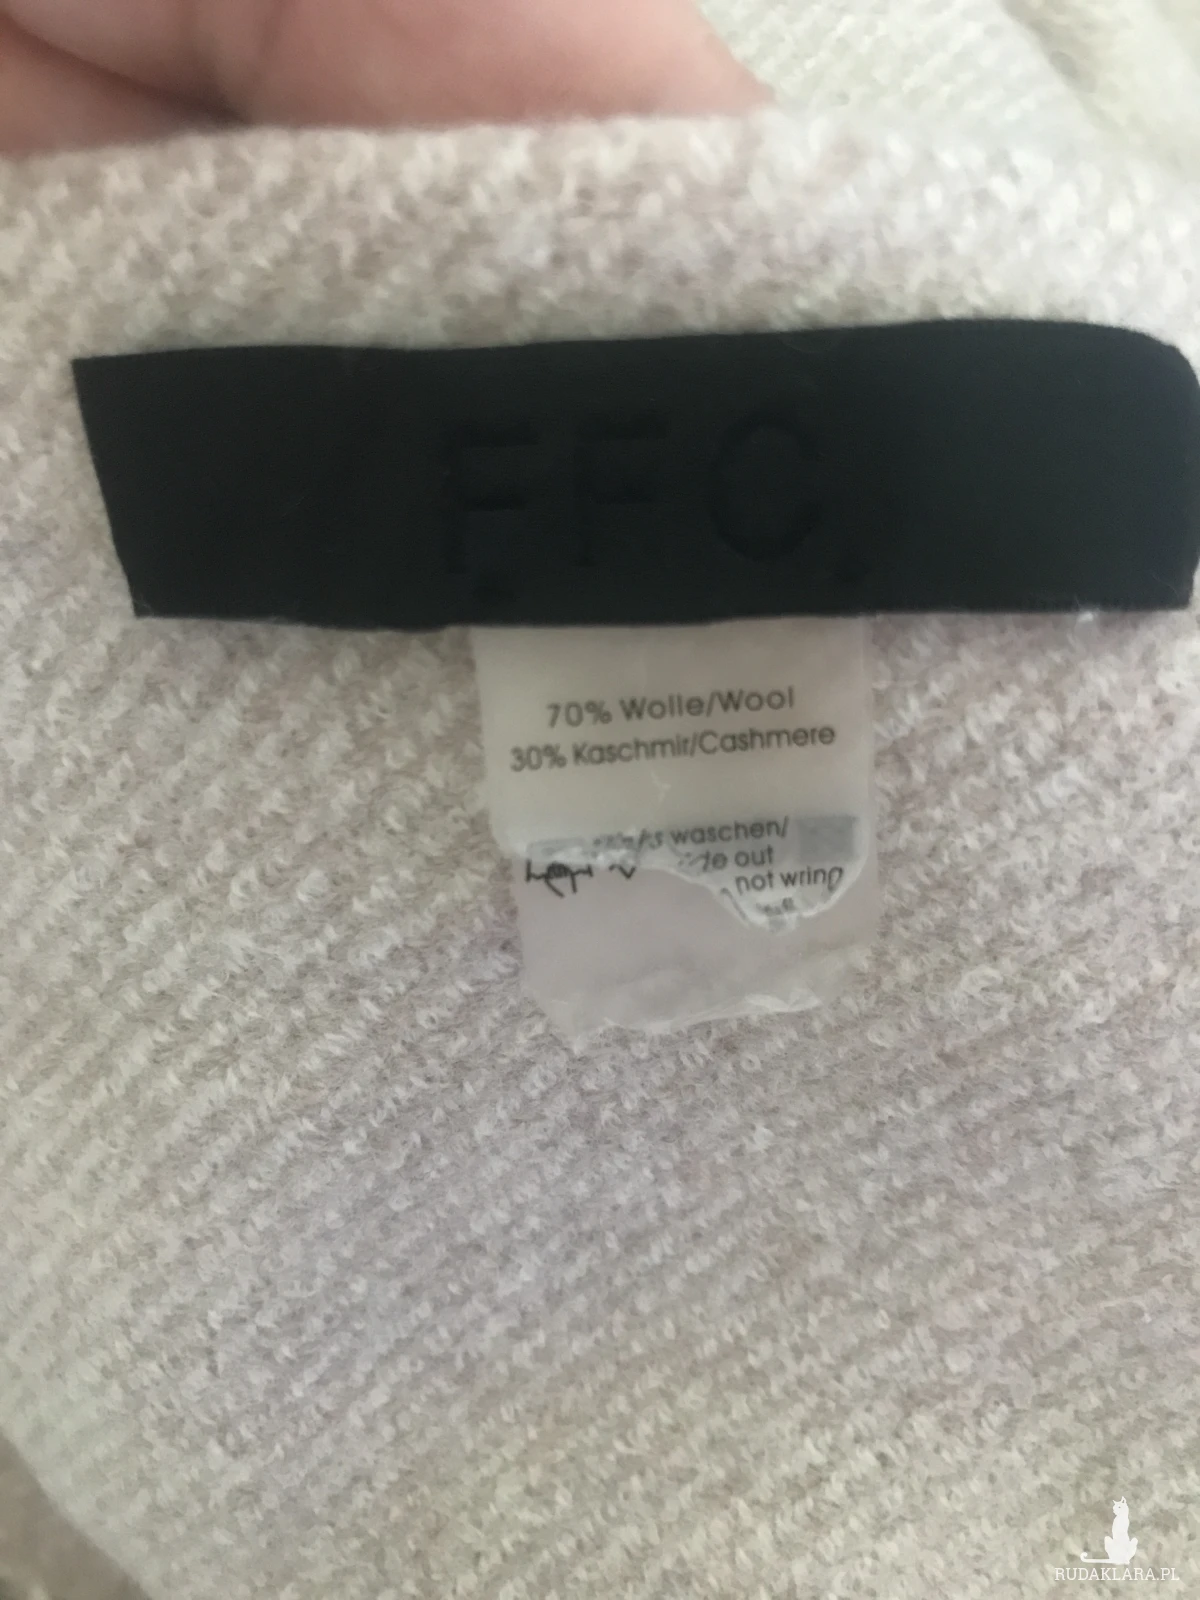 FFC
70% Wolle/Wool
30% Kaschmir/Cashmere
waschen/
out
not wring
RUDAKLARA.PL